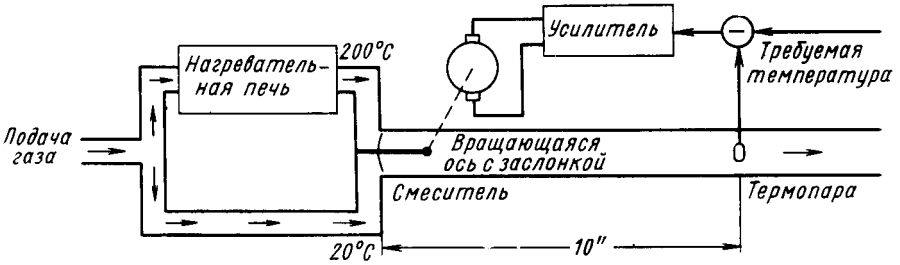 Усилитель
Требуемая
температура
200°C
Нагреватель-
ная печь
Подача
газа
Вращающаяся
ось с заслонкой
Смеситель
Термопара
20°C
10"